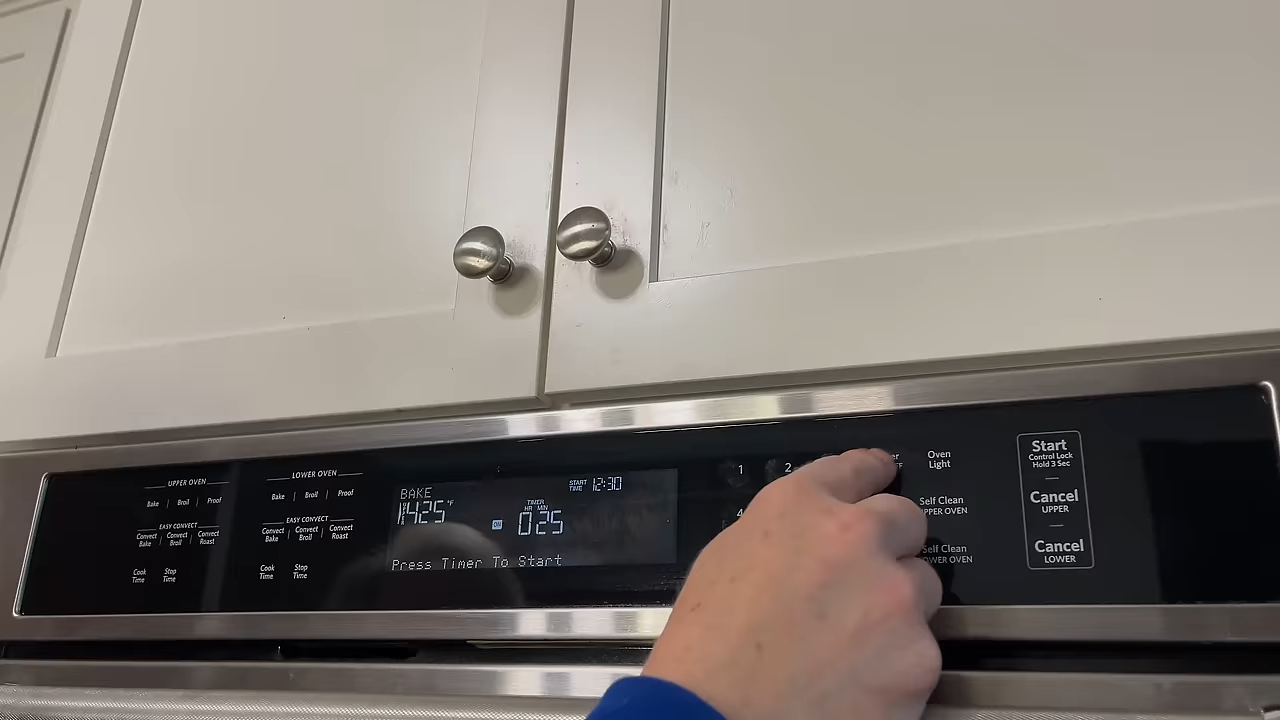 UPPER OVEN
Bake | Broil | Proof
EASY CONVECT
Convect Bake | Convect Broil | Convect Roast
Cook Time
Stop Time
LOWER OVEN
Bake | Broil | Proof
EASY CONVECT
Convect Bake | Convect Broil | Convect Roast
Cook Time
Stop Time
BAKE
425 °F
START TIME 12:30
TIMER
HR MIN
ON 0 25
Press Timer To Start
1
2
4
Oven Light
Self Clean
UPPER OVEN
Self Clean
LOWER OVEN
Start
Control Lock
Hold 3 Sec
Cancel
UPPER
Cancel
LOWER